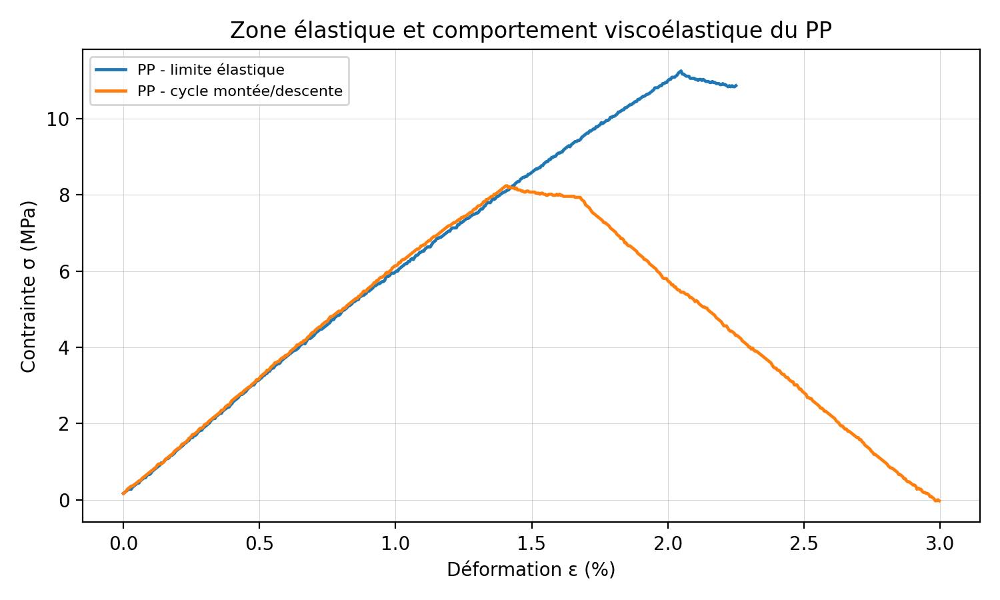 Zone élastique et comportement viscoélastique du PP
PP - limite élastique
PP - cycle montée/descente
Contrainte σ (MPa)
10
8
6
4
2
0
0.0 0.5 1.0 1.5 2.0 2.5 3.0
Déformation ε (%)